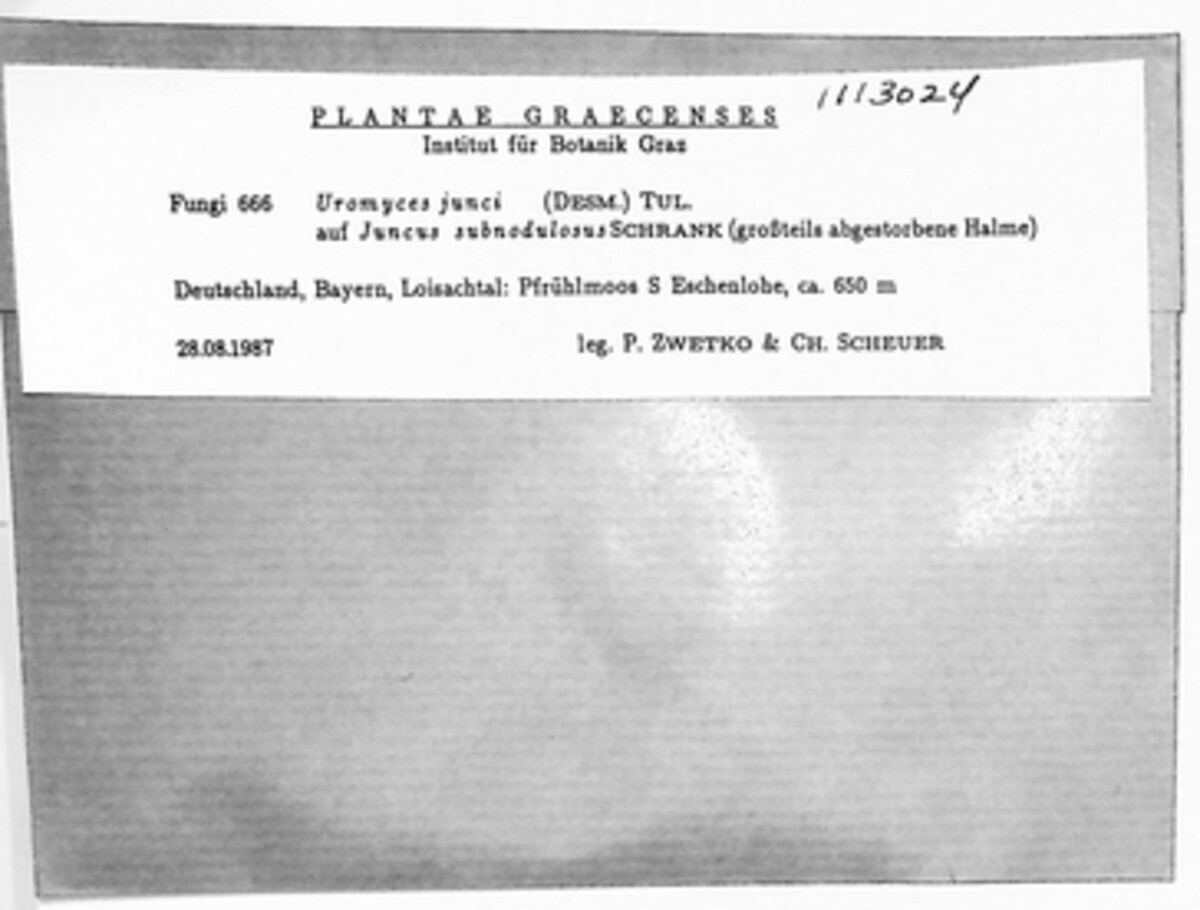 1113024
PLANTAE GRAECENSES
Institut für Botanik Graz
Fungi 666 Uromyces junci (DESM.) TUL.
auf Juncus subnodulosus SCHRANK (großteils abgestorbene Halme)
Deutschland, Bayern, Loisachtal: Pfrühlmoos S Eschenlohe, ca. 650 m
28.08.1987 leg. P. ZWETKO & CH. SCHEUER